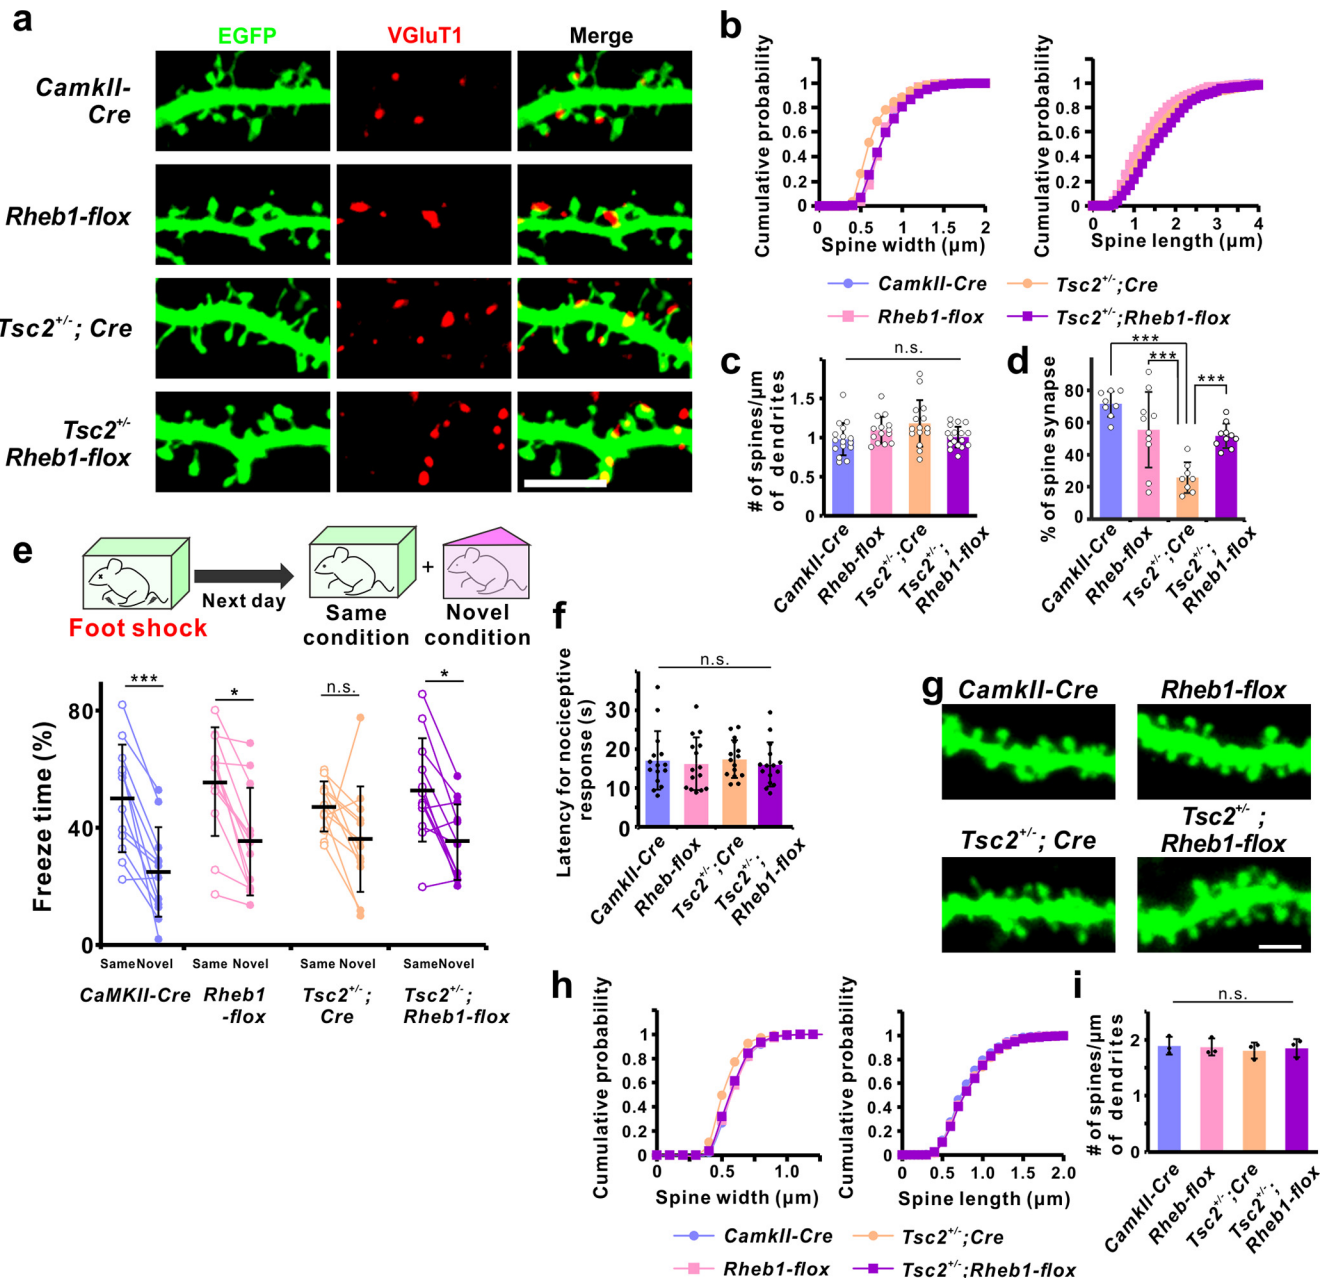 a
EGFP
VGluT1
Merge
CamkII-
Cre
Rheb1-flox
Tsc2+/-; Cre
Tsc2+/-
Rheb1-flox
b
Cumulative probability
1
0.8
0.6
0.4
0.2
0
0
0.5
1
1.5
2
Spine width (μm)
Cumulative probability
1
0.8
0.6
0.4
0.2
0
1
2
3
4
Spine length (μm)
CamkII-Cre
Tsc2+/-;Cre
Rheb1-flox
Tsc2+/-;Rheb1-flox
c
# of spines/μm
of dendrites
n.s.
1.5
1
0.5
0
CamkII-Cre
Rheb-flox
Tsc2+/-;Cre
Tsc2+/-;
Rheb1-flox
d
% of spine synapse
***
***
***
80
60
40
20
0
CamkII-Cre
Rheb1-flox
Tsc2+/-;Cre
Tsc2+/-;
Rheb1-flox
e
Foot shock
Next day
+
Same
condition
Novel
condition
Freeze time (%)
80
40
0
***
*
n.s.
*
Same Novel
Same Novel
Same Novel
Same Novel
CaMKII-Cre
Rheb1
-flox
Tsc2+/-;
Cre
Tsc2+/-;
Rheb1-flox
f
Latency for nociceptive
response (s)
n.s.
30
20
10
0
CamkII-Cre
Rheb-flox
Tsc2+/-;Cre
Tsc2+/-;
Rheb1-flox
g
CamkII-Cre
Rheb1-flox
Tsc2+/-; Cre
Tsc2+/-;
Rheb1-flox
h
Cumulative probability
1
0.8
0.6
0.4
0.2
0
0
0.5
1.0
Spine width (μm)
Cumulative probability
1
0.8
0.6
0.4
0.2
0
0
0.5
1.0
1.5
2.0
Spine length (μm)
CamkII-Cre
Tsc2+/-;Cre
Rheb1-flox
Tsc2+/-;Rheb1-flox
i
# of spines/μm
of dendrites
n.s.
2
1
0
CamkII-Cre
Rheb-flox
Tsc2+/-;Cre
Tsc2+/-;
Rheb1-flox